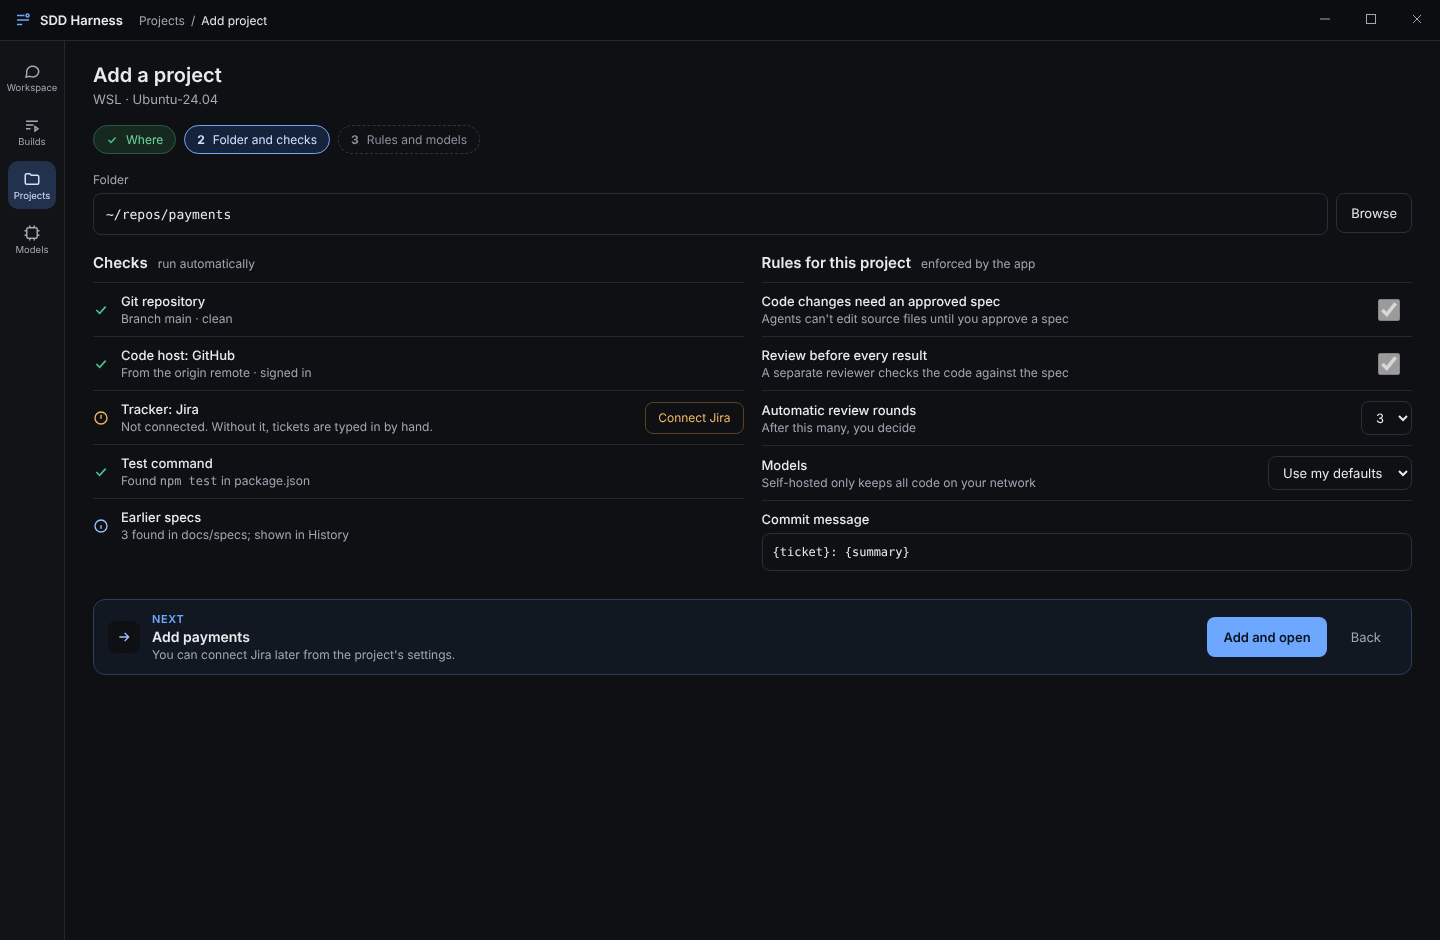 SDD Harness Projects / Add project
Workspace
Builds
Projects
Models
Add a project
WSL · Ubuntu-24.04
Where
2 Folder and checks
3 Rules and models
Folder
~/repos/payments
Browse
Checks run automatically
Git repository
Branch main · clean
Code host: GitHub
From the origin remote · signed in
Tracker: Jira
Not connected. Without it, tickets are typed in by hand.
Connect Jira
Test command
Found npm test in package.json
Earlier specs
3 found in docs/specs; shown in History
Rules for this project enforced by the app
Code changes need an approved spec
Agents can't edit source files until you approve a spec
Review before every result
A separate reviewer checks the code against the spec
Automatic review rounds
After this many, you decide
3
Models
Self-hosted only keeps all code on your network
Use my defaults
Commit message
{ticket}: {summary}
NEXT
Add payments
You can connect Jira later from the project's settings.
Add and open
Back